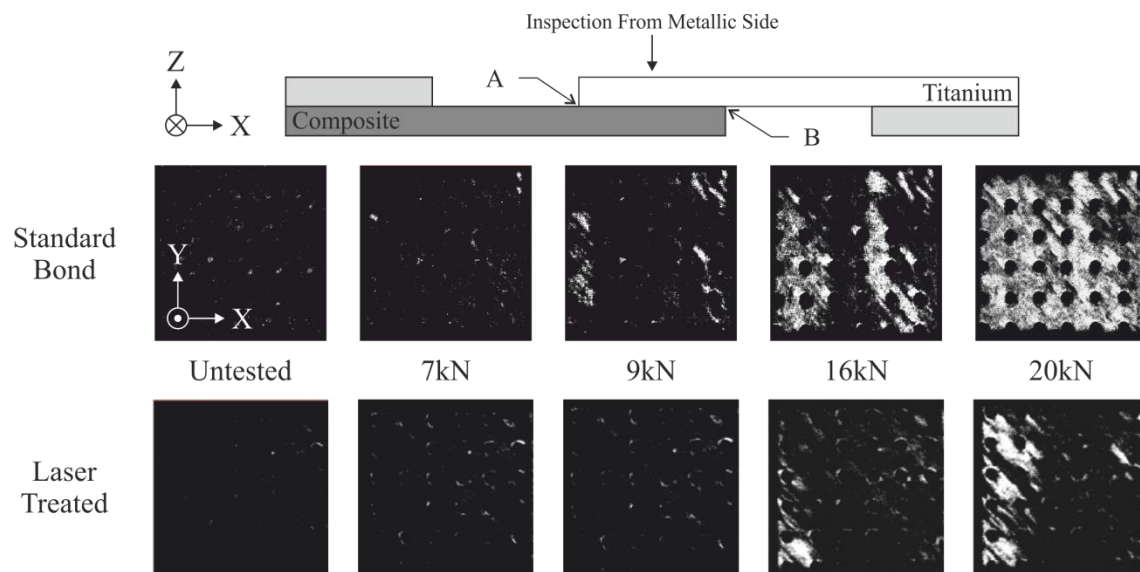 Inspection From Metallic Side
Z
A
Titanium
X
Composite
B
Standard
Bond
Y
X
Untested
7kN
9kN
16kN
20kN
Laser
Treated